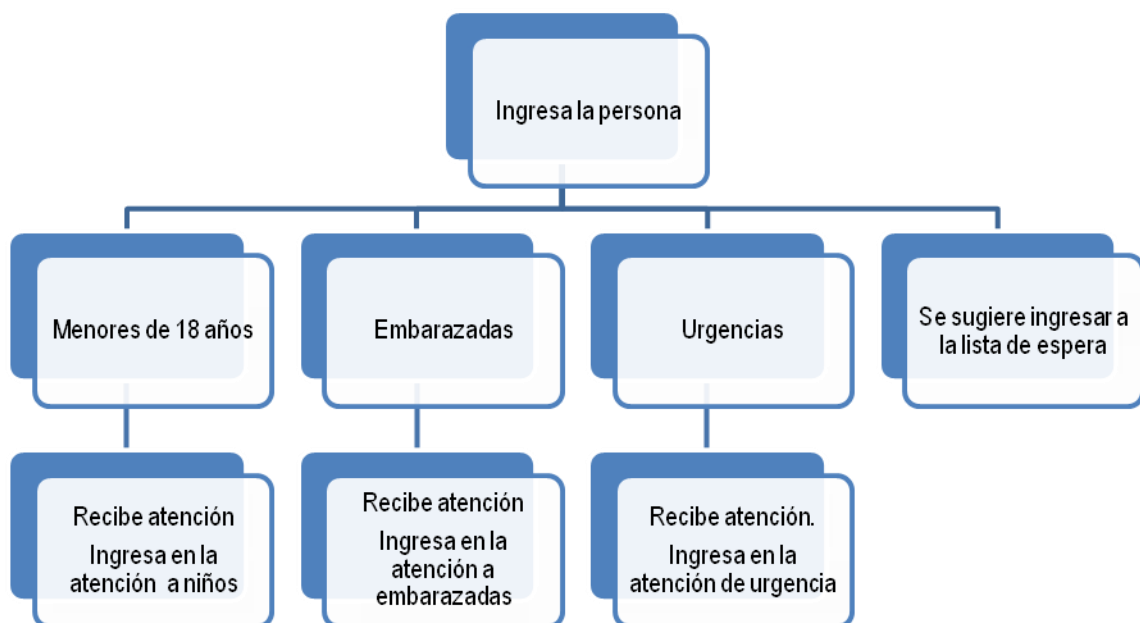 Ingresa la persona
Menores de 18 años
Embarazadas
Urgencias
Se sugiere ingresar a
la lista de espera
Recibe atención
Ingresa en la
atención a niños
Recibe atención
Ingresa en la
atención a
embarazadas
Recibe atención.
Ingresa en la
atención de urgencia